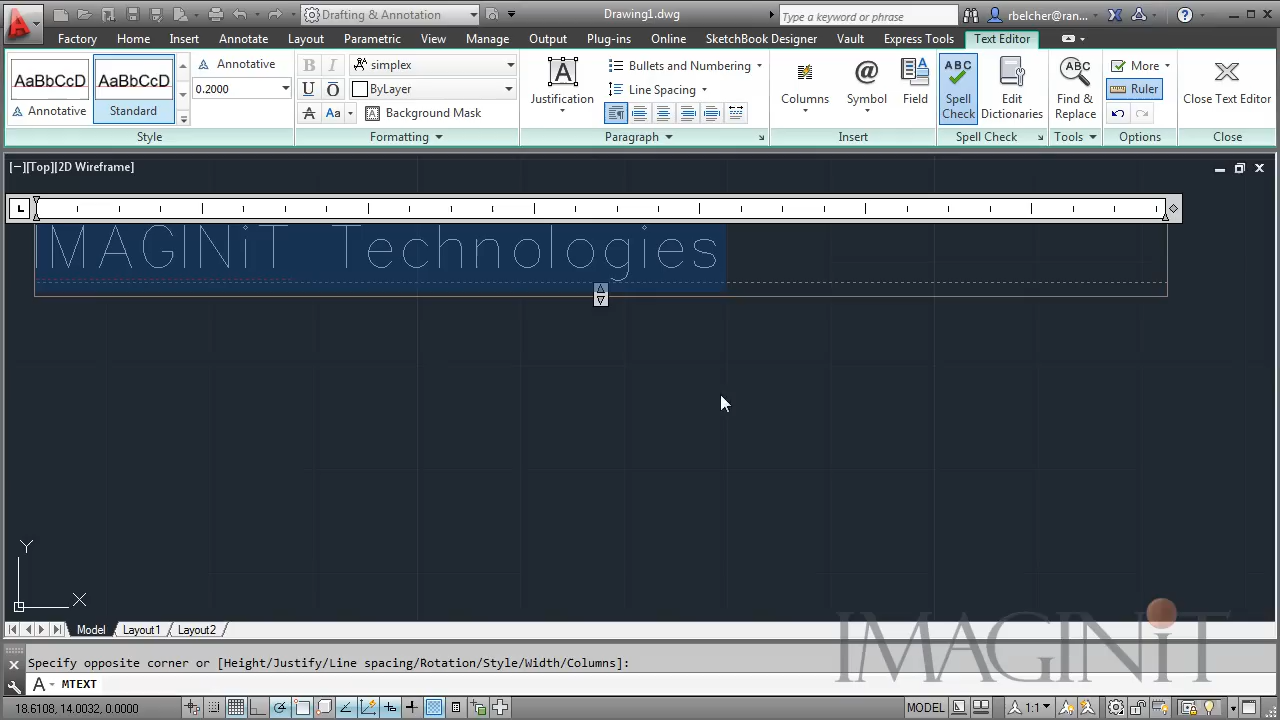 Drafting & Annotation
Drawing1.dwg
Type a keyword or phrase
rbelcher@ran...
Factory Home Insert Annotate Layout Parametric View Manage Output Plug-ins Online SketchBook Designer Vault Express Tools Text Editor
AaBbCcD AaBbCcD
Annotative
Annotation
Standard
0.2000
Style
B I simplex
U O ByLayer
A Aa Background Mask
Formatting
A
Justification
Bullets and Numbering
Line Spacing
Paragraph
Columns
@
Symbol
Field
Insert
ABC
Spell
Check
Edit
Dictionaries
Spell Check
Find &
Replace
Tools
More
Ruler
Options
Close Text Editor
Close
[−][Top][2D Wireframe]
IMAGINiT Technologies
Y
X
Model Layout1 Layout2
IMAGINiT
Specify opposite corner or [Height/Justify/Line spacing/Rotation/Style/Width/Columns]:
A MTEXT
18.6108, 14.0032, 0.0000
MODEL
1:1